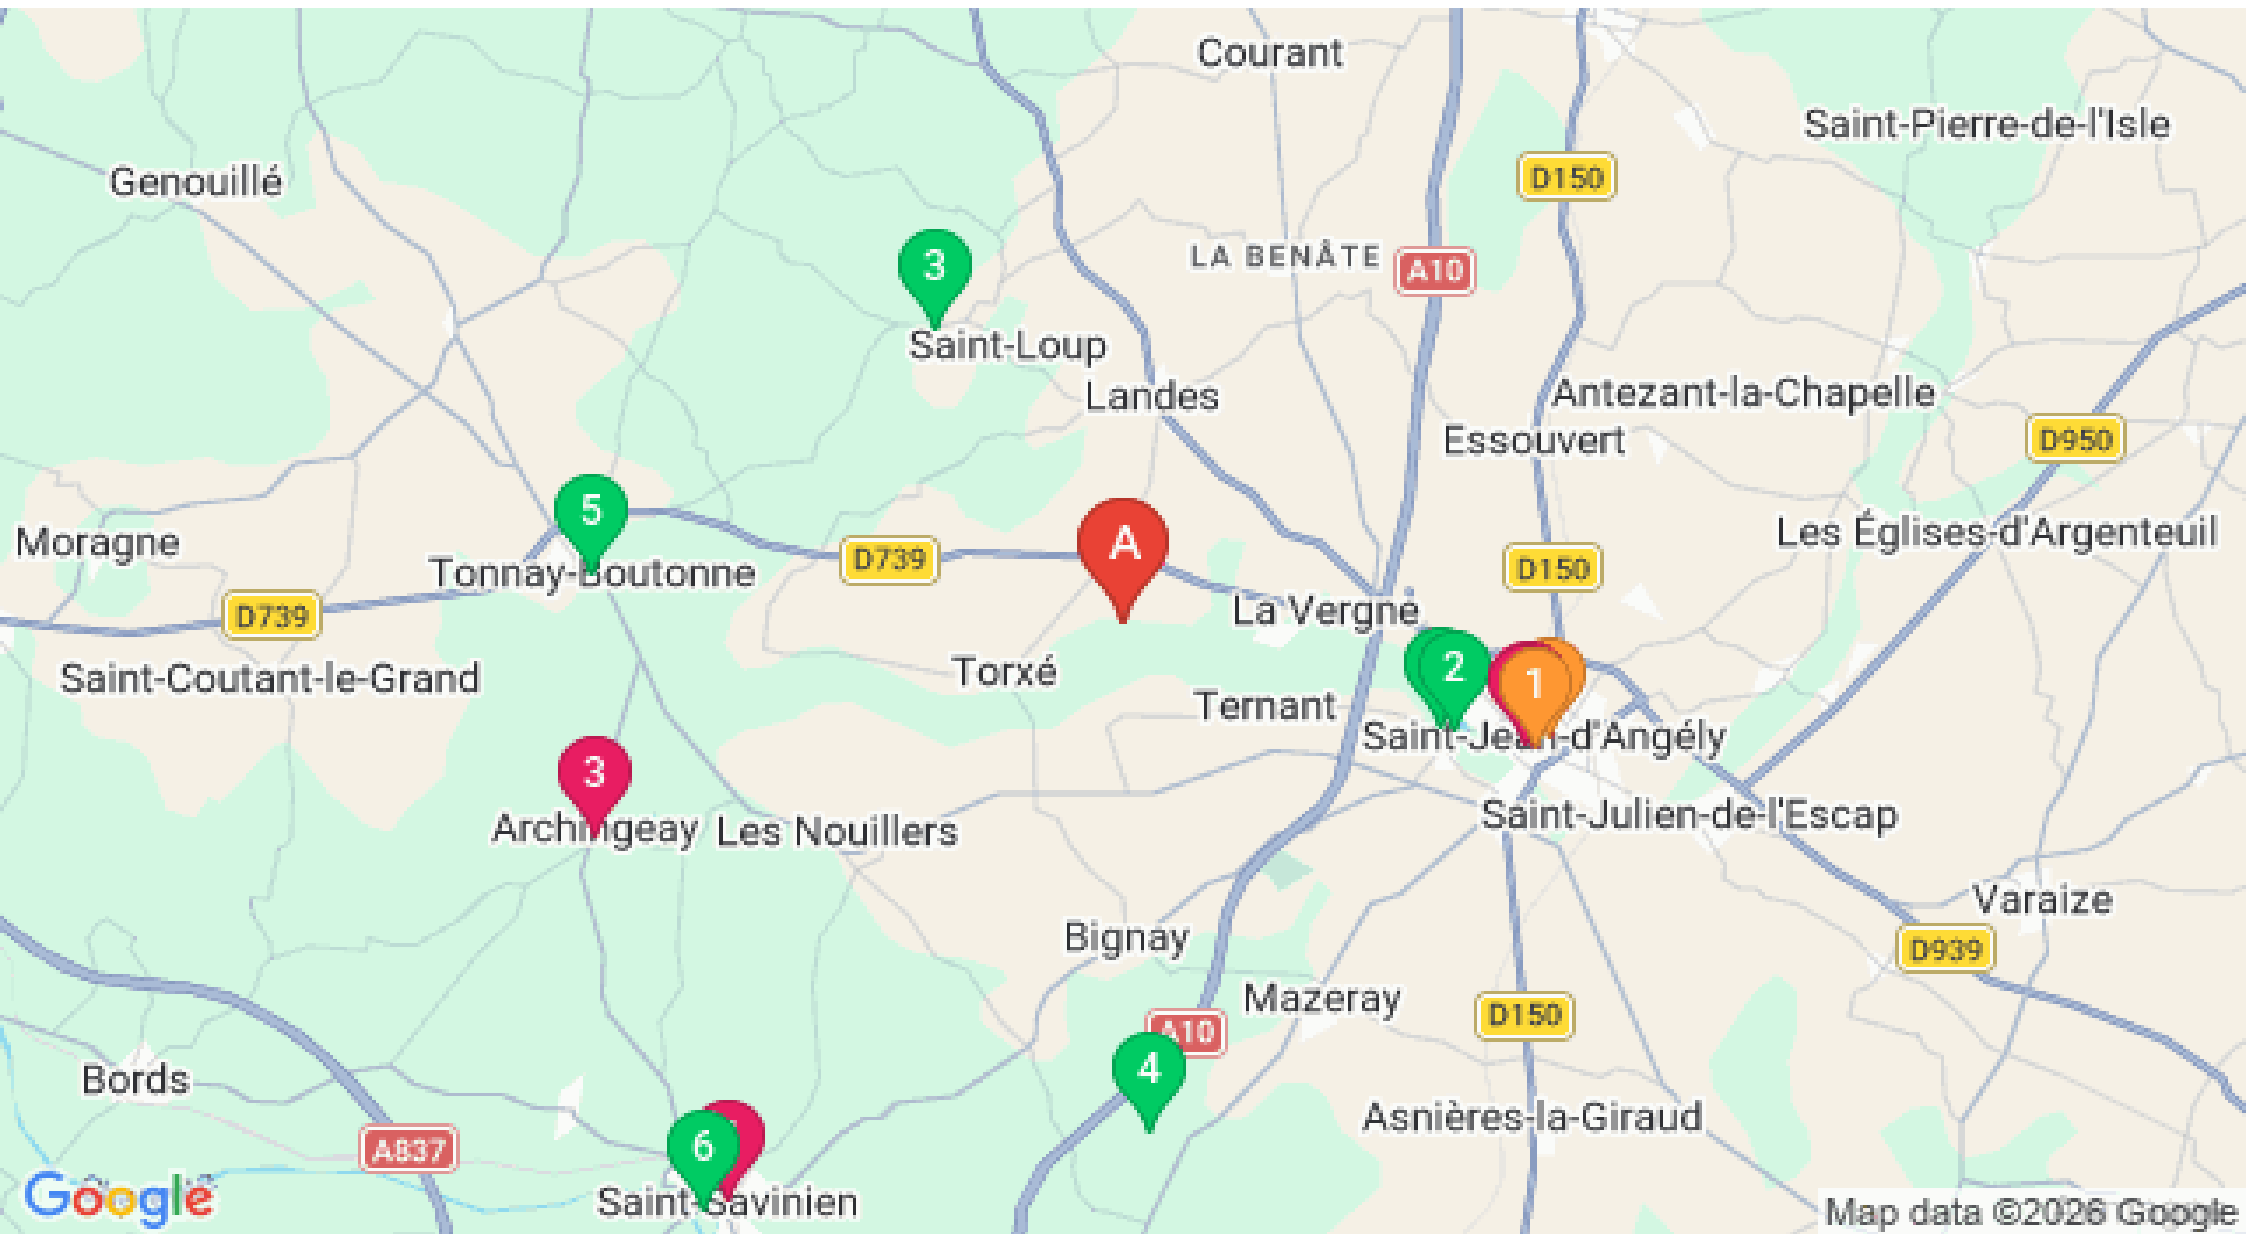 Courant
Saint-Pierre-de-l'Isle
D150
Genouillé
LA BENÂTE
A10
3
Saint-Loup
Landes
Antezant-la-Chapelle
Essouvert
D950
5
A
Moragne
Les Églises-d'Argenteuil
D739
D150
Tonnay-Boutonne
D739
La Vergne
Torxé
Saint-Coutant-le-Grand
2
1
Ternant
Saint-Jean-d'Angély
3
Archingeay
Les Nouillers
Saint-Julien-de-l'Escap
Varaize
Bignay
D939
Mazeray
D150
A10
4
Bords
Asnières-la-Giraud
A837
6
Saint-Savinien
Google
Map data ©2026 Google